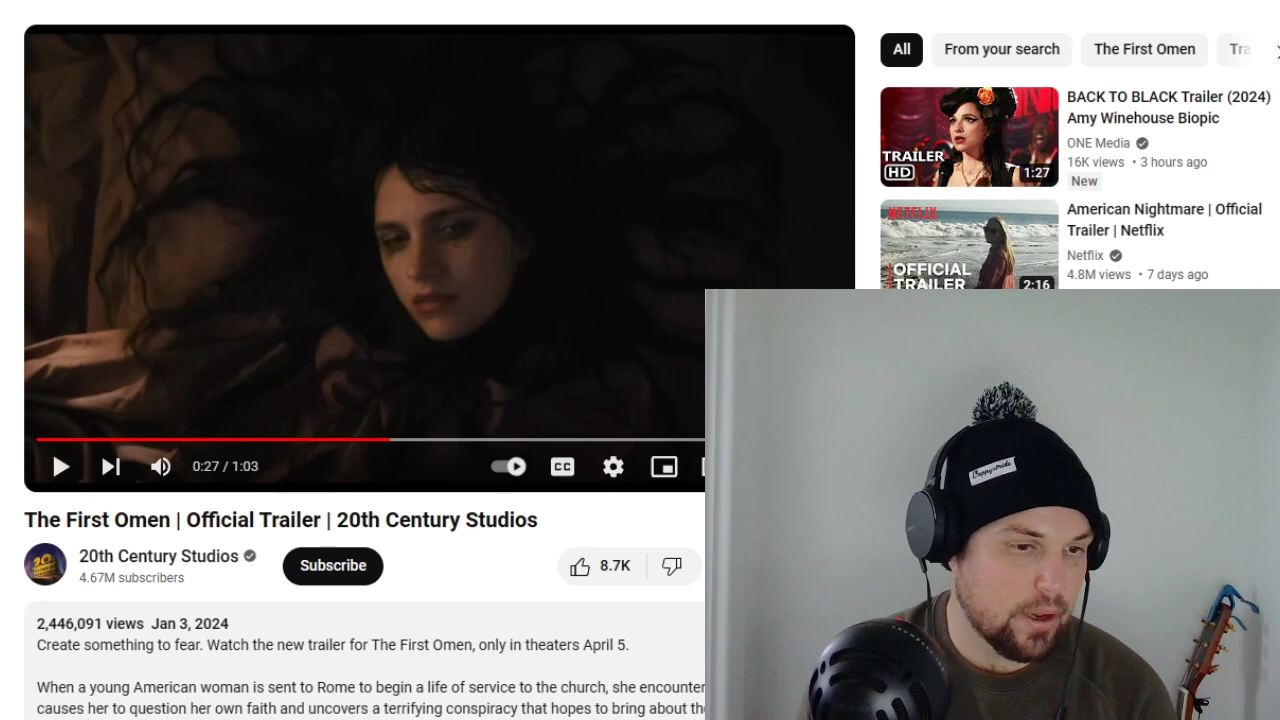 All
From your search
The First Omen
Tra
BACK TO BLACK Trailer (2024)
Amy Winehouse Biopic
ONE Media
16K views • 3 hours ago
New
TRAILER
HD
1:27
American Nightmare | Official
Trailer | Netflix
Netflix
4.8M views • 7 days ago
NETFLIX
OFFICIAL
TRAILER
2:16
0:27 / 1:03
CC
The First Omen | Official Trailer | 20th Century Studios
20th Century Studios
4.67M subscribers
Subscribe
8.7K
2,446,091 views Jan 3, 2024
Create something to fear. Watch the new trailer for The First Omen, only in theaters April 5.
When a young American woman is sent to Rome to begin a life of service to the church, she encounter
causes her to question her own faith and uncovers a terrifying conspiracy that hopes to bring about th